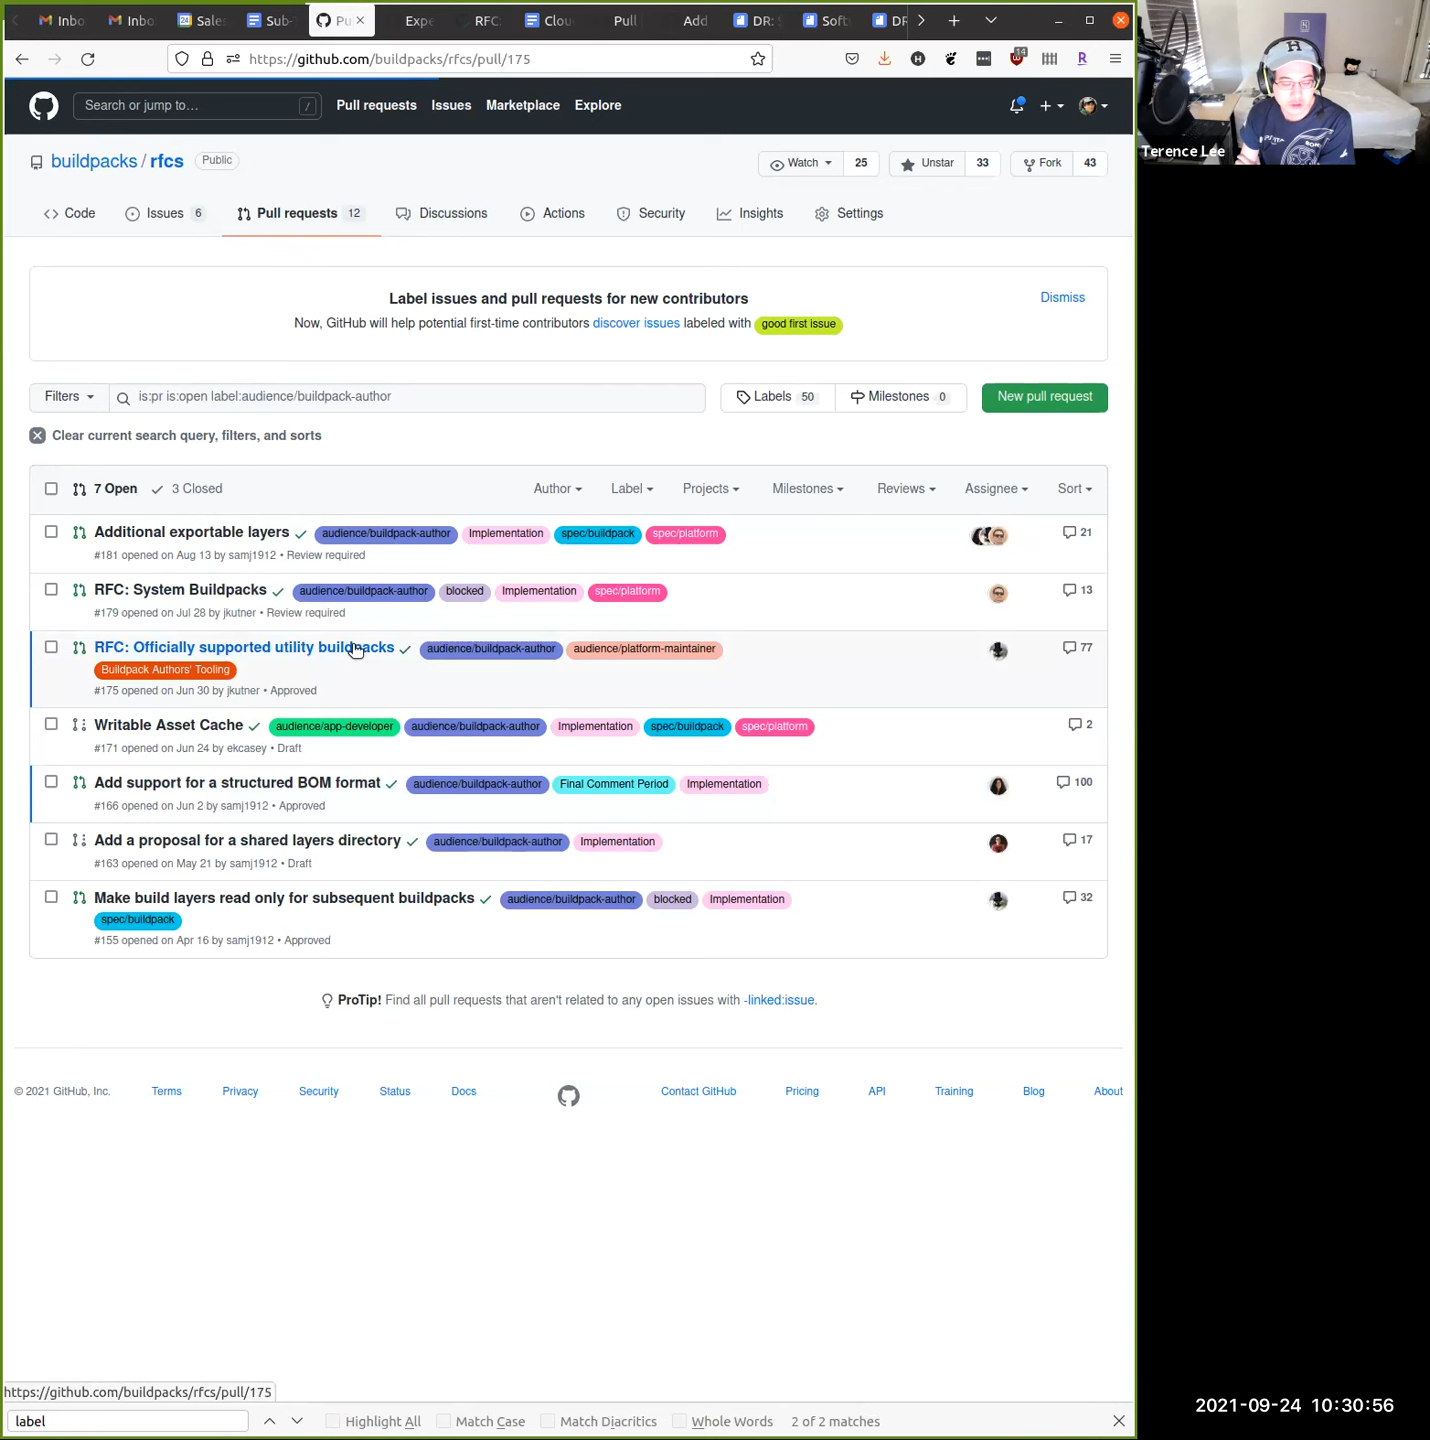 Inbo
Inbo
Sales
Sub-
Pu
Expe
RFC:
Clou
Pull
Add
DR: S
Soft
DR
https://github.com/buildpacks/rfcs/pull/175
14
Search or jump to...
/
Pull requests
Issues
Marketplace
Explore
buildpacks / rfcs
Public
Watch
25
Unstar
33
Fork
43
Code
Issues 6
Pull requests 12
Discussions
Actions
Security
Insights
Settings
Label issues and pull requests for new contributors
Dismiss
Now, GitHub will help potential first-time contributors discover issues labeled with good first issue
Filters
is:pr is:open label:audience/buildpack-author
Labels 50
Milestones 0
New pull request
Clear current search query, filters, and sorts
7 Open
3 Closed
Author
Label
Projects
Milestones
Reviews
Assignee
Sort
Additional exportable layers audience/buildpack-author Implementation spec/buildpack spec/platform 21
#181 opened on Aug 13 by samj1912 • Review required
RFC: System Buildpacks audience/buildpack-author blocked Implementation spec/platform 13
#179 opened on Jul 28 by jkutner • Review required
RFC: Officially supported utility buildpacks audience/buildpack-author audience/platform-maintainer 77
Buildpack Authors' Tooling
#175 opened on Jun 30 by jkutner • Approved
Writable Asset Cache audience/app-developer audience/buildpack-author Implementation spec/buildpack spec/platform 2
#171 opened on Jun 24 by ekcasey • Draft
Add support for a structured BOM format audience/buildpack-author Final Comment Period Implementation 100
#166 opened on Jun 2 by samj1912 • Approved
Add a proposal for a shared layers directory audience/buildpack-author Implementation 17
#163 opened on May 21 by samj1912 • Draft
Make build layers read only for subsequent buildpacks audience/buildpack-author blocked Implementation 32
spec/buildpack
#155 opened on Apr 16 by samj1912 • Approved
ProTip! Find all pull requests that aren't related to any open issues with -linked:issue.
© 2021 GitHub, Inc.
Terms
Privacy
Security
Status
Docs
Contact GitHub
Pricing
API
Training
Blog
About
https://github.com/buildpacks/rfcs/pull/175
label
Highlight All
Match Case
Match Diacritics
Whole Words
2 of 2 matches
H
Terence Lee
2021-09-24 10:30:56